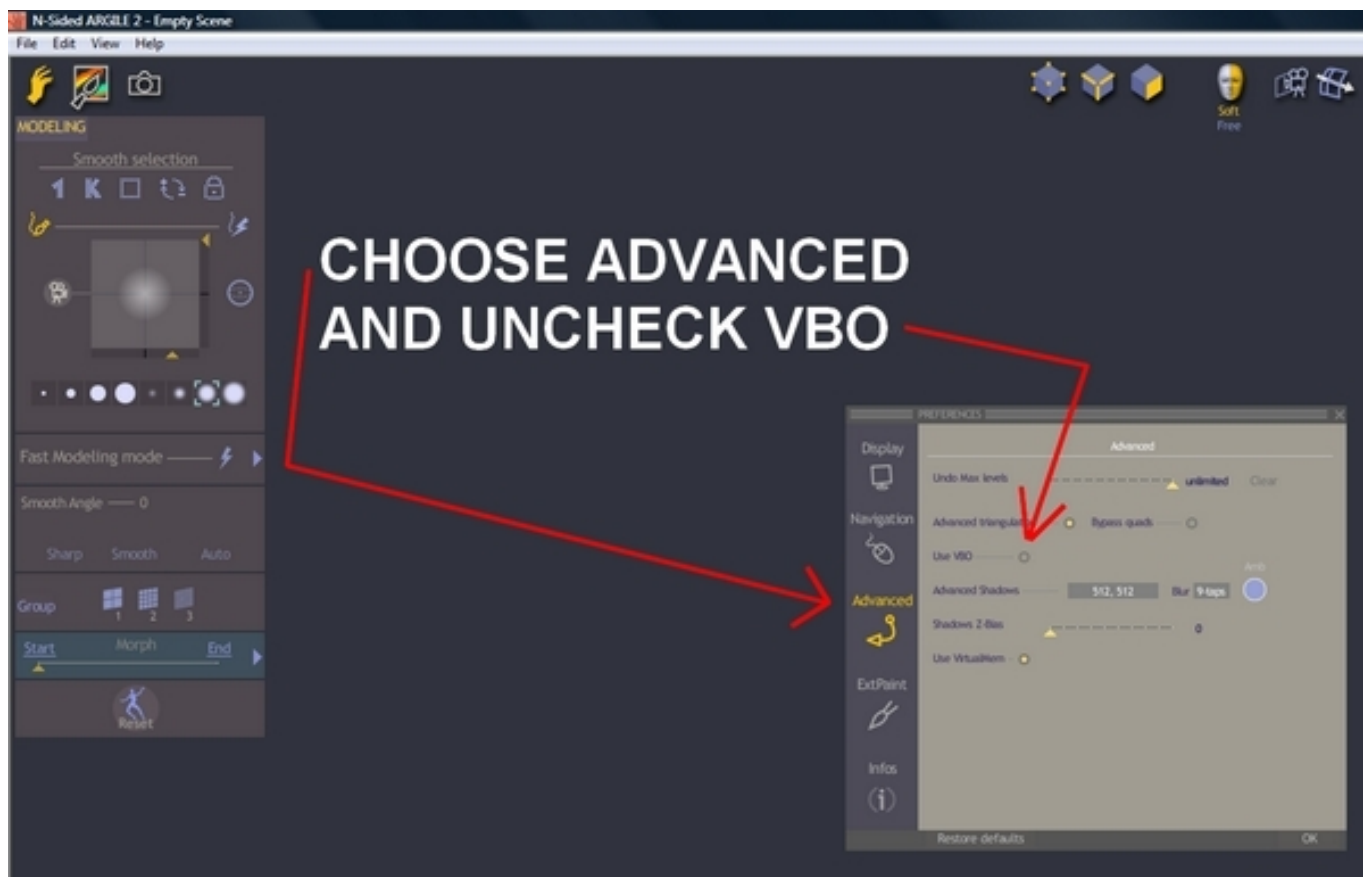 N-Sided ARGILE 2 - Empty Scene
File Edit View Help
Soft
Free
MODELING
Smooth selection
CHOOSE ADVANCED
AND UNCHECK VBO
Fast Modeling mode
Smooth Angle 0
Sharp Smooth Auto
Group
1 2 3
Start Morph End
Reset
PREFERENCES
Display
Navigation
Advanced
ExtPaint
Infos
Advanced
Undo Max levels unlimited Clear
Advanced Bypass quads
Use VBO
Amb
Advanced Shadows 512, 512 Blur 9-taps
Shadows Z-Bias 0
Use VirtualMem
Restore defaults OK